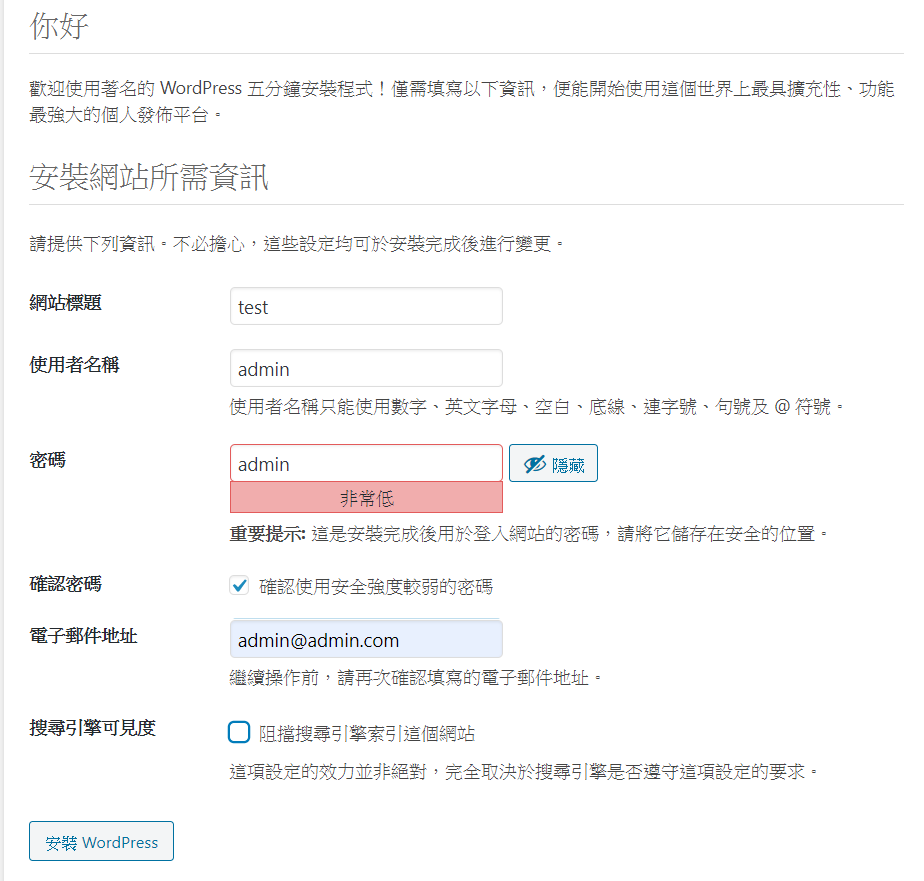 你好
歡迎使用著名的 WordPress 五分鐘安裝程式！僅需填寫以下資訊，便能開始使用這個世界上最具擴充性、功能
最強大的個人發佈平台。
安裝網站所需資訊
請提供下列資訊。不必擔心，這些設定均可於安裝完成後進行變更。
網站標題
test
使用者名稱
admin
使用者名稱只能使用數字、英文字母、空白、底線、連字號、句號及 @ 符號。
密碼
admin
隱藏
非常低
重要提示: 這是安裝完成後用於登入網站的密碼，請將它儲存在安全的位置。
確認密碼
確認使用安全強度較弱的密碼
電子郵件地址
admin@admin.com
繼續操作前，請再次確認填寫的電子郵件地址。
搜尋引擎可見度
阻擋搜尋引擎索引這個網站
這項設定的效力並非絕對，完全取決於搜尋引擎是否遵守這項設定的要求。
安裝 WordPress